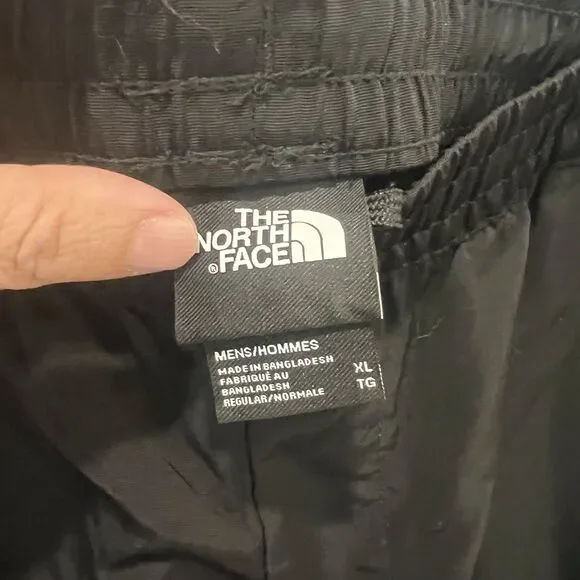 THE
NORTH
FACE
®
MENS/HOMMES
MADE IN BANGLADESH XL
FABRIQUÉ AU TG
BANGLADESH
REGULAR/NORMALE